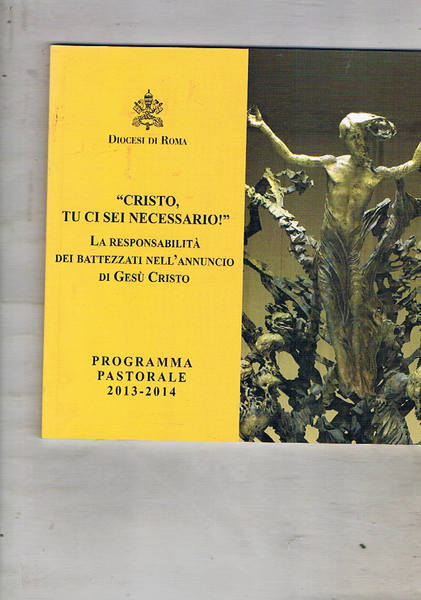 DIOCESI DI ROMA
“CRISTO,
TU CI SEI NECESSARIO!”
LA RESPONSABILITÀ
DEI BATTEZZATI NELL’ANNUNCIO
DI GESÙ CRISTO
PROGRAMMA
PASTORALE
2013-2014